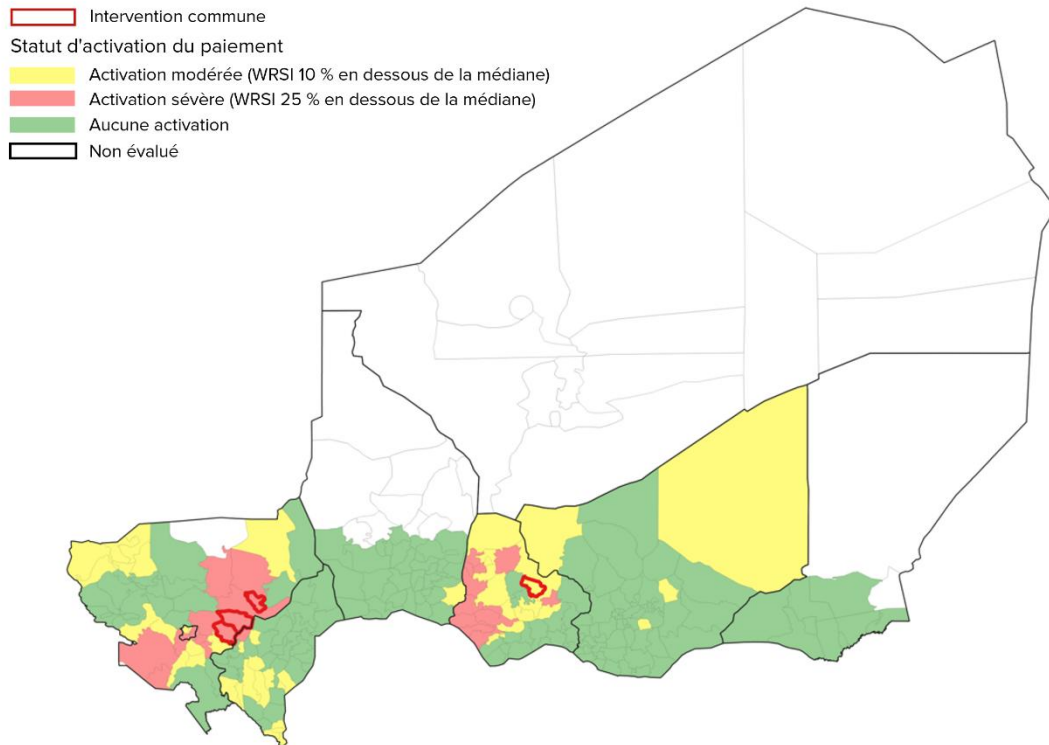 Intervention commune
Statut d'activation du paiement
Activation modérée (WRSI 10 % en dessous de la médiane)
Activation sévère (WRSI 25 % en dessous de la médiane)
Aucune activation
Non évalué